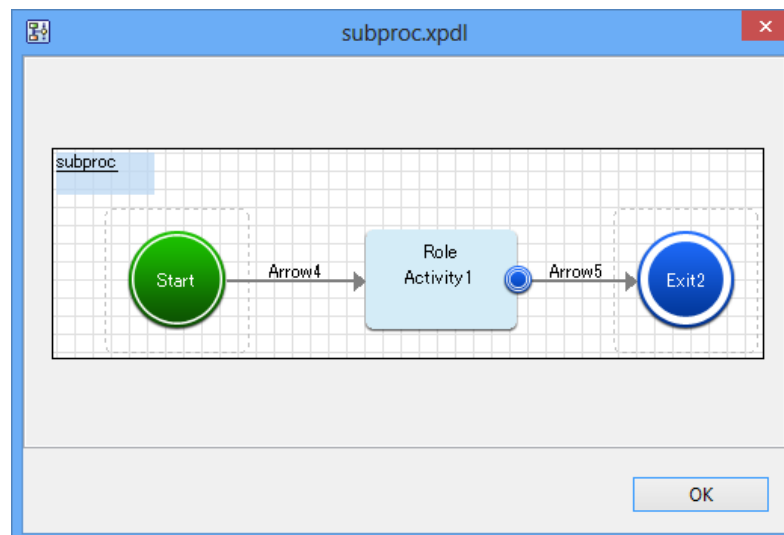 subproc.xpdl
subproc
Start
Arrow4
Role
Activity1
Arrow5
Exit2
OK